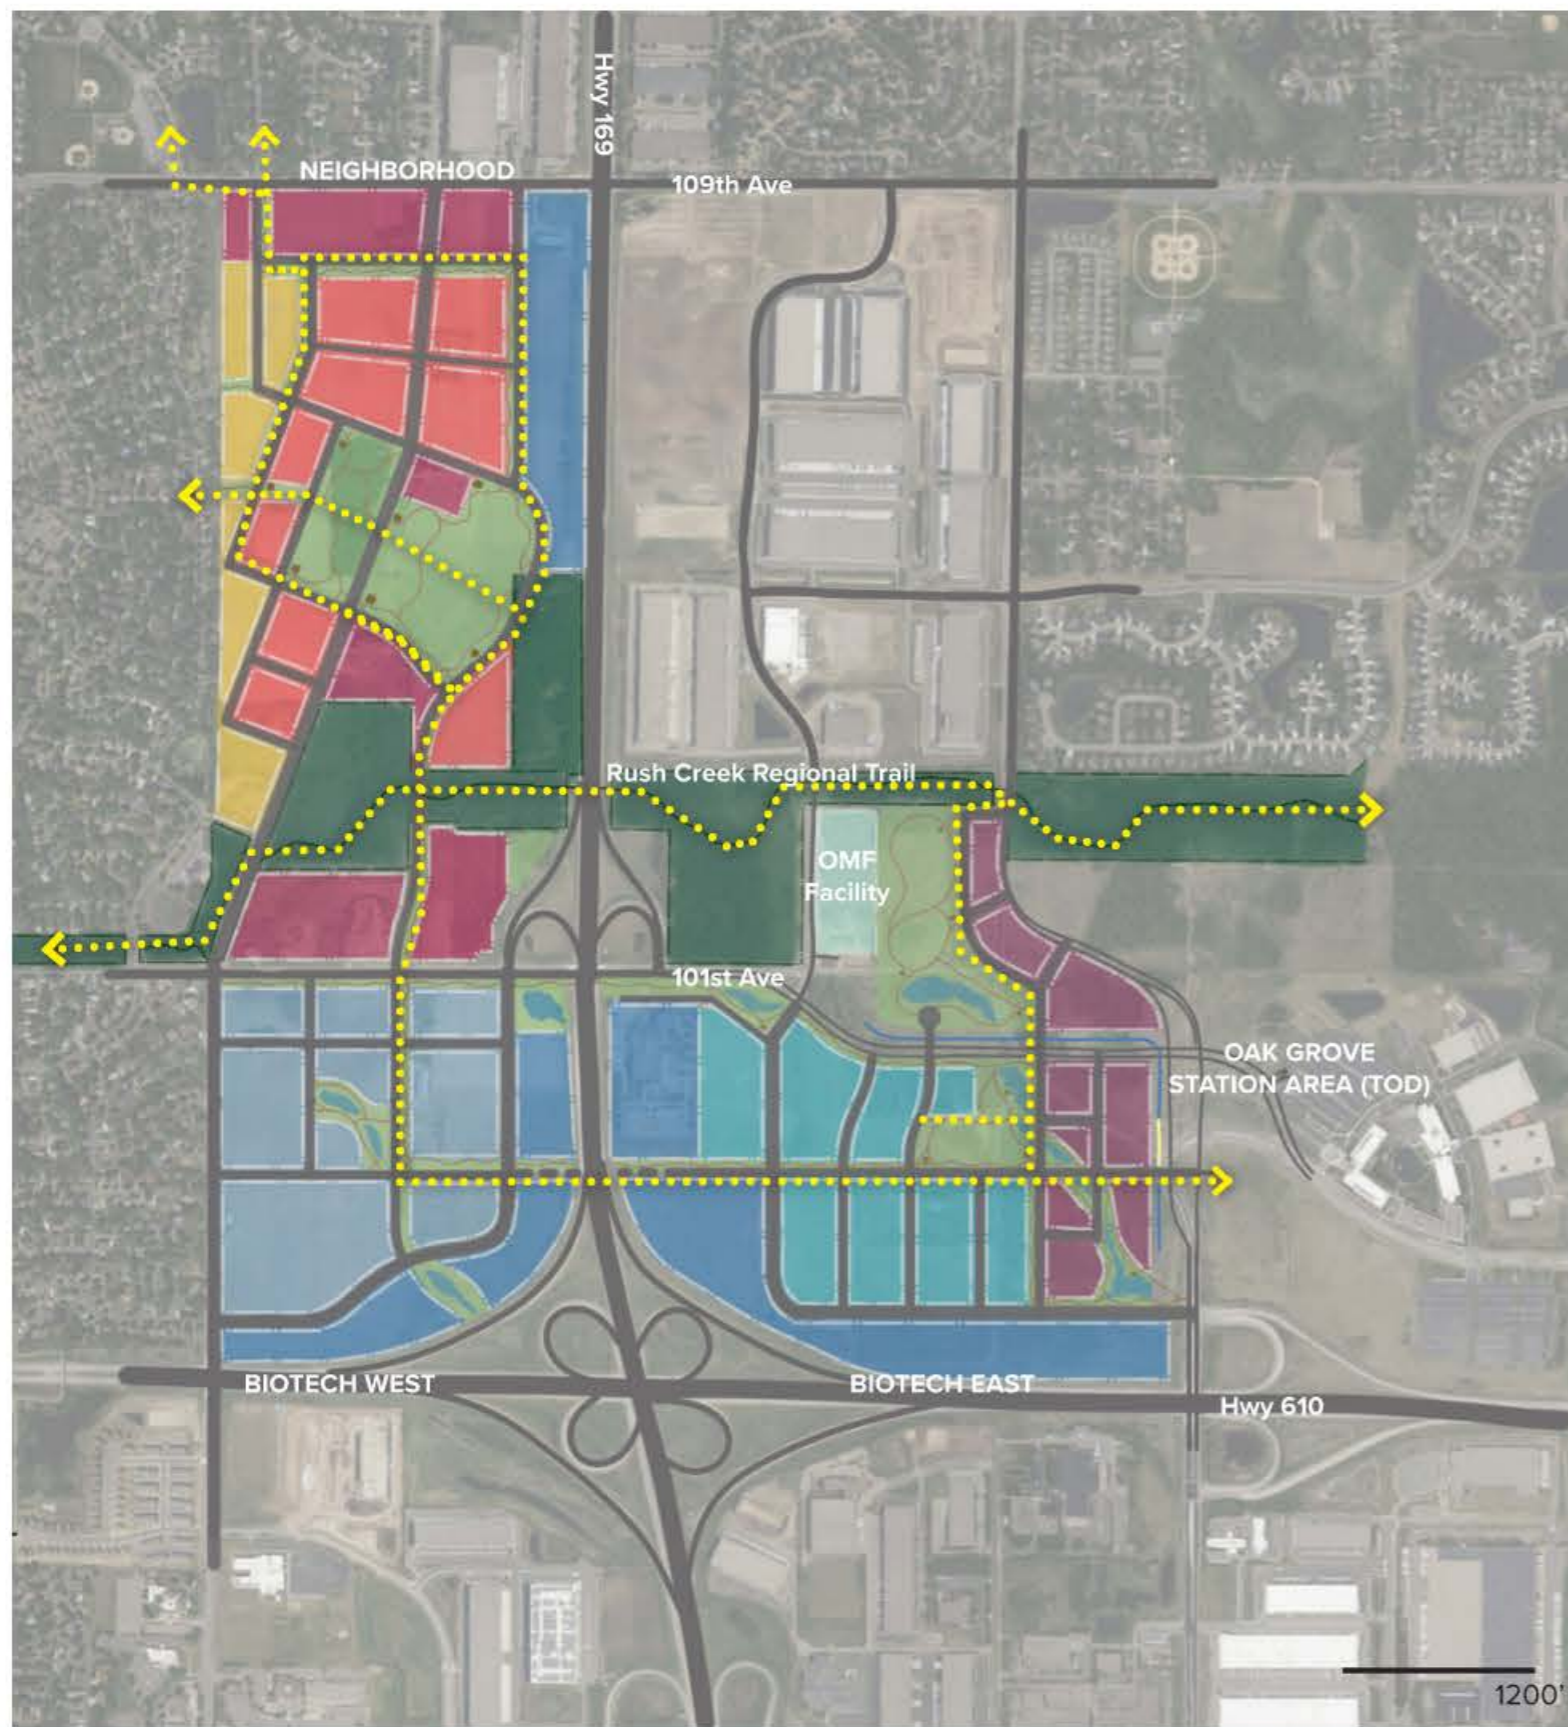 Hwy 169
NEIGHBORHOOD
109th Ave
Rush Creek Regional Trail
OMF
Facility
101st Ave
OAK GROVE
STATION AREA (TOD)
BIOTECH WEST
BIOTECH EAST
Hwy 610
1200'